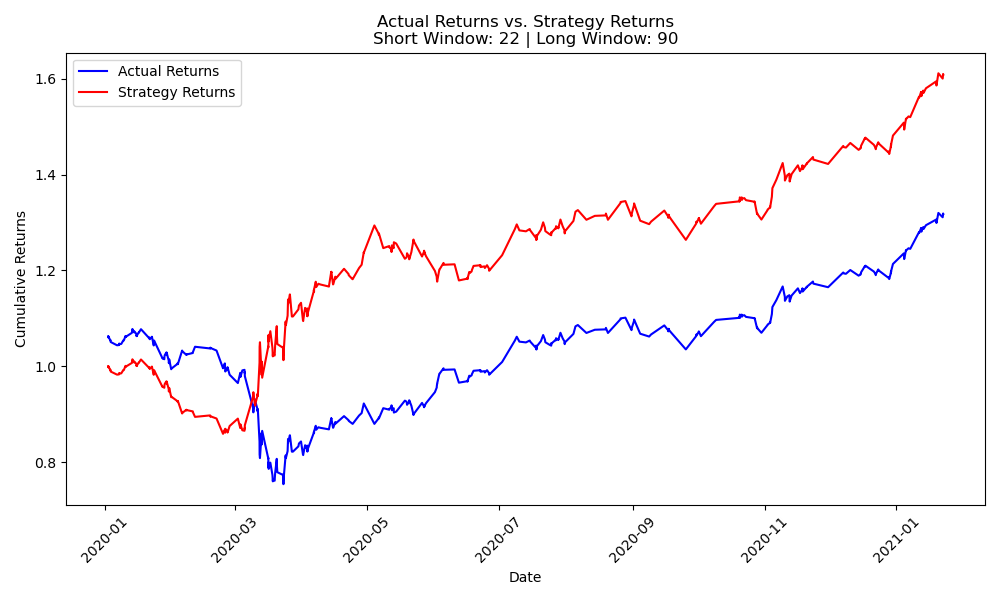 Actual Returns vs. Strategy Returns
Short Window: 22 | Long Window: 90
Actual Returns
Strategy Returns
Cumulative Returns
1.6
1.4
1.2
1.0
0.8
2020-01
2020-03
2020-05
2020-07
2020-09
2020-11
2021-01
Date